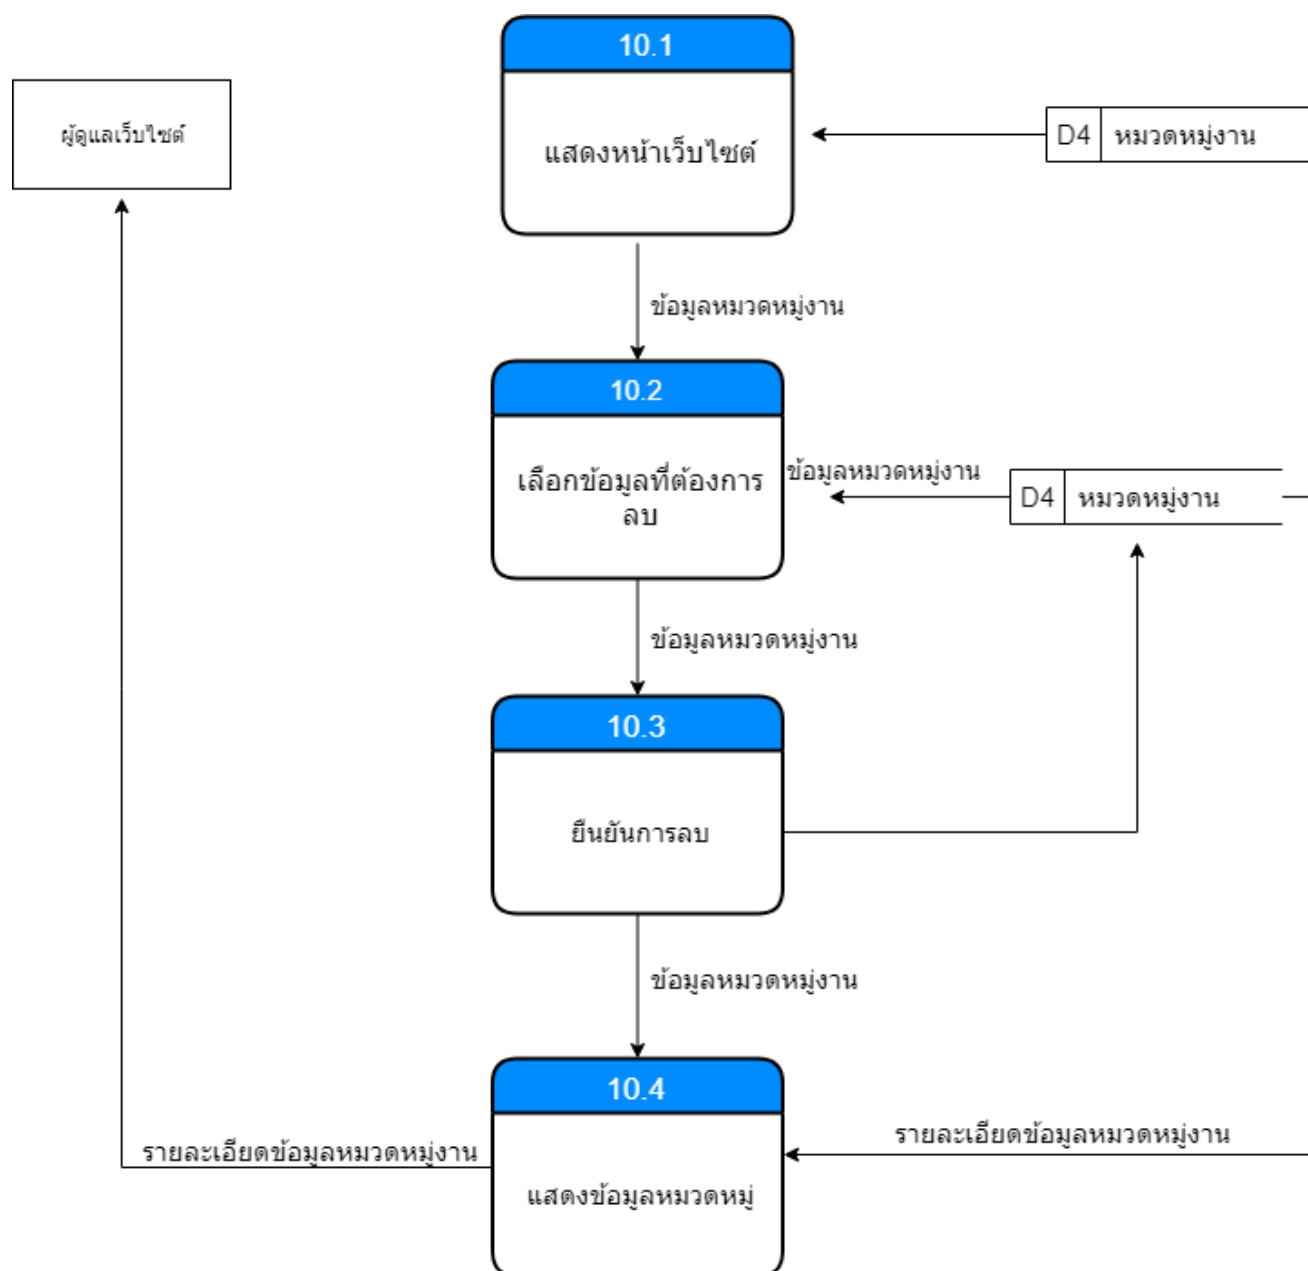 10.1
ผู้ดูแลเว็บไซต์
แสดงหน้าเว็บไซต์
D4 หมวดหมู่งาน
ข้อมูลหมวดหมู่งาน
10.2
เลือกข้อมูลที่ต้องการ
ลบ
ข้อมูลหมวดหมู่งาน
D4 หมวดหมู่งาน
ข้อมูลหมวดหมู่งาน
10.3
ยืนยันการลบ
ข้อมูลหมวดหมู่งาน
10.4
รายละเอียดข้อมูลหมวดหมู่งาน
รายละเอียดข้อมูลหมวดหมู่งาน
แสดงข้อมูลหมวดหมู่